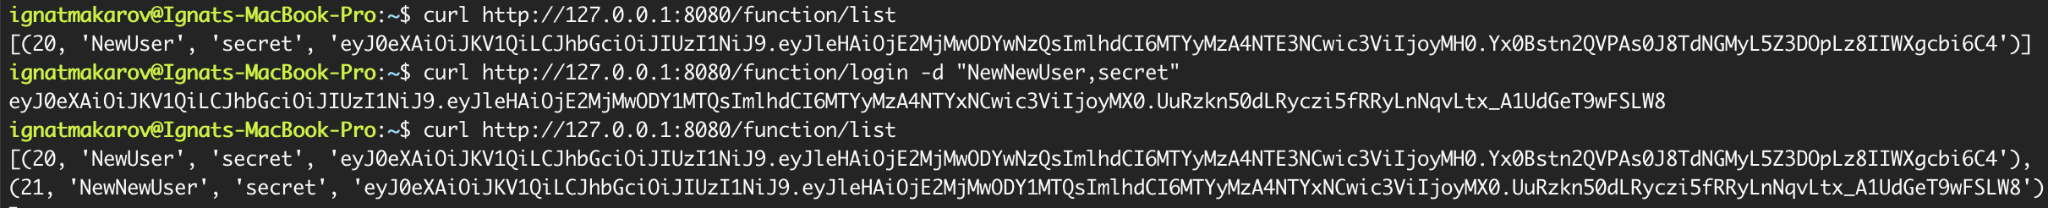 ignatmakarov@Ignats-MacBook-Pro:~$ curl http://127.0.0.1:8080/function/list
[(20, 'NewUser', 'secret', 'eyJ0eXAiOiJKV1QiLCJhbGciOiJIUzI1NiJ9.eyJleHAiOjE2MjMwODYwNzQsImlhdCI6MTYyMzA4NTE3NCwic3ViIjoyMH0.Yx0Bstn2QVPAs0J8TdNGMyL5Z3DOpLz8IIWXgcbi6C4')]
ignatmakarov@Ignats-MacBook-Pro:~$ curl http://127.0.0.1:8080/function/login -d "NewNewUser,secret"
eyJ0eXAiOiJKV1QiLCJhbGciOiJIUzI1NiJ9.eyJleHAiOjE2MjMwODY1MTQsImlhdCI6MTYyMzA4NTYxNCwic3ViIjoyMX0.UuRzkn50dLRyczi5fRRyLnNqvLtx_A1UdGeT9wFSLW8
ignatmakarov@Ignats-MacBook-Pro:~$ curl http://127.0.0.1:8080/function/list
[(20, 'NewUser', 'secret', 'eyJ0eXAiOiJKV1QiLCJhbGciOiJIUzI1NiJ9.eyJleHAiOjE2MjMwODYwNzQsImlhdCI6MTYyMzA4NTE3NCwic3ViIjoyMH0.Yx0Bstn2QVPAs0J8TdNGMyL5Z3DOpLz8IIWXgcbi6C4'),
(21, 'NewNewUser', 'secret', 'eyJ0eXAiOiJKV1QiLCJhbGciOiJIUzI1NiJ9.eyJleHAiOjE2MjMwODY1MTQsImlhdCI6MTYyMzA4NTYxNCwic3ViIjoyMX0.UuRzkn50dLRyczi5fRRyLnNqvLtx_A1UdGeT9wFSLW8')